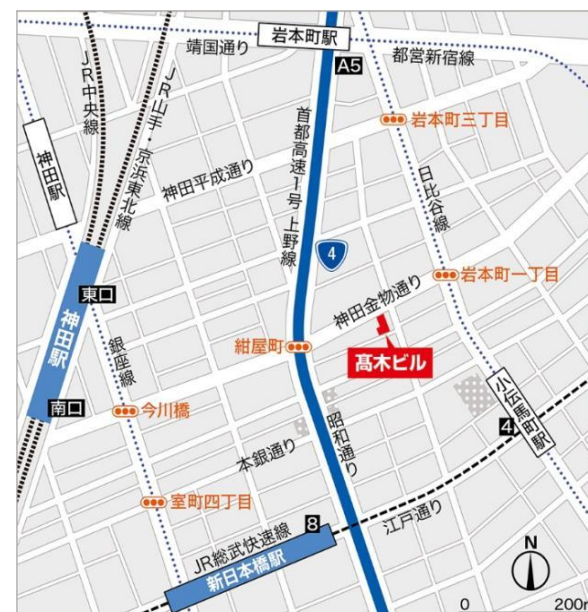 岩本町駅
靖国通り
都営新宿線
A5
JR中央線
JR山手・京浜東北線
神田駅
首都高速1号 上野線
岩本町三丁目
神田平成通り
日比谷線
4
岩本町一丁目
東口
神田金物通り
神田駅
銀座線
紺屋町
髙木ビル
南口
今川橋
小伝馬町駅
本銀通り
昭和通り
4
室町四丁目
8
江戸通り
JR総武快速線
新日本橋駅
N
0 200m